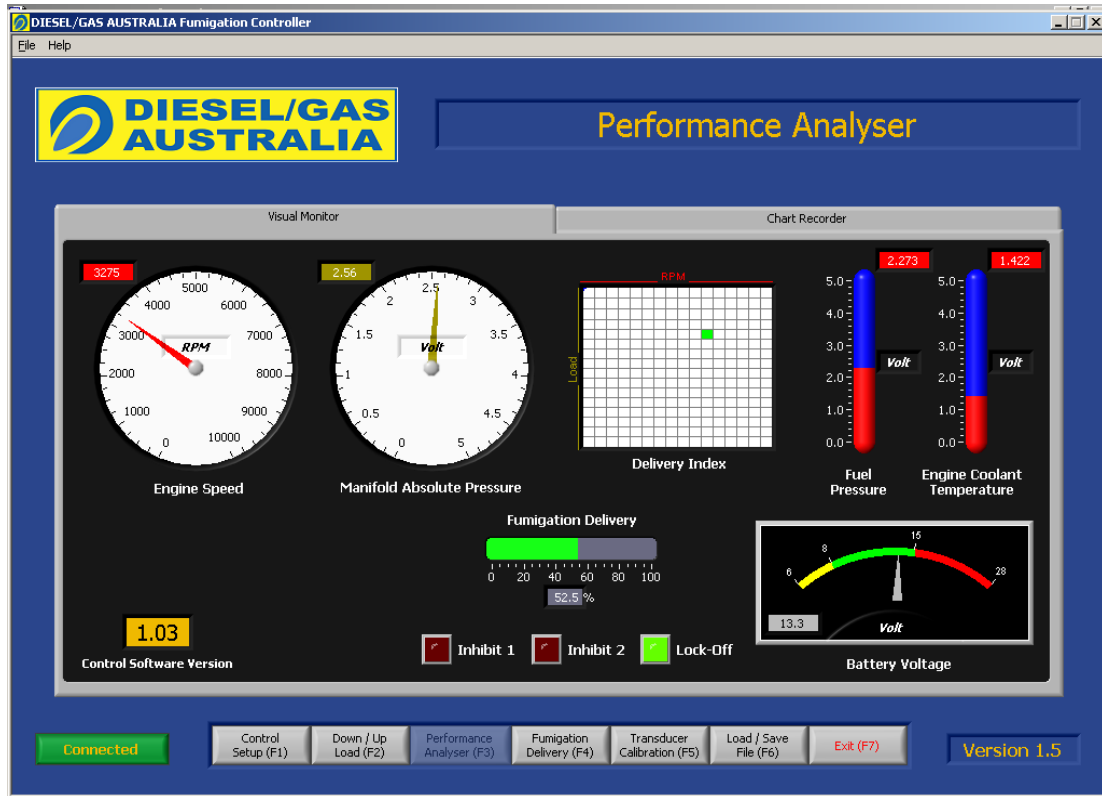 DIESEL/GAS AUSTRALIA Fumigation Controller
File Help
DIESEL/GAS
AUSTRALIA
Performance Analyser
Visual Monitor
Chart Recorder
3275
0
1000
2000
3000
4000
5000
6000
7000
8000
9000
10000
RPM
Engine Speed
2.56
0
0.5
1
1.5
2
2.5
3
3.5
4
4.5
5
Volt
Manifold Absolute Pressure
RPM
Load
Delivery Index
2.273
5.0
4.0
3.0
2.0
1.0
0.0
Volt
Fuel
Pressure
1.422
5.0
4.0
3.0
2.0
1.0
0.0
Volt
Engine Coolant
Temperature
Fumigation Delivery
0 20 40 60 80 100
52.5 %
6
8
15
28
13.3
Volt
Battery Voltage
1.03
Control Software Version
Inhibit 1
Inhibit 2
Lock-Off
Connected
Control
Setup (F1)
Down / Up
Load (F2)
Performance
Analyser (F3)
Fumigation
Delivery (F4)
Transducer
Calibration (F5)
Load / Save
File (F6)
Exit (F7)
Version 1.5